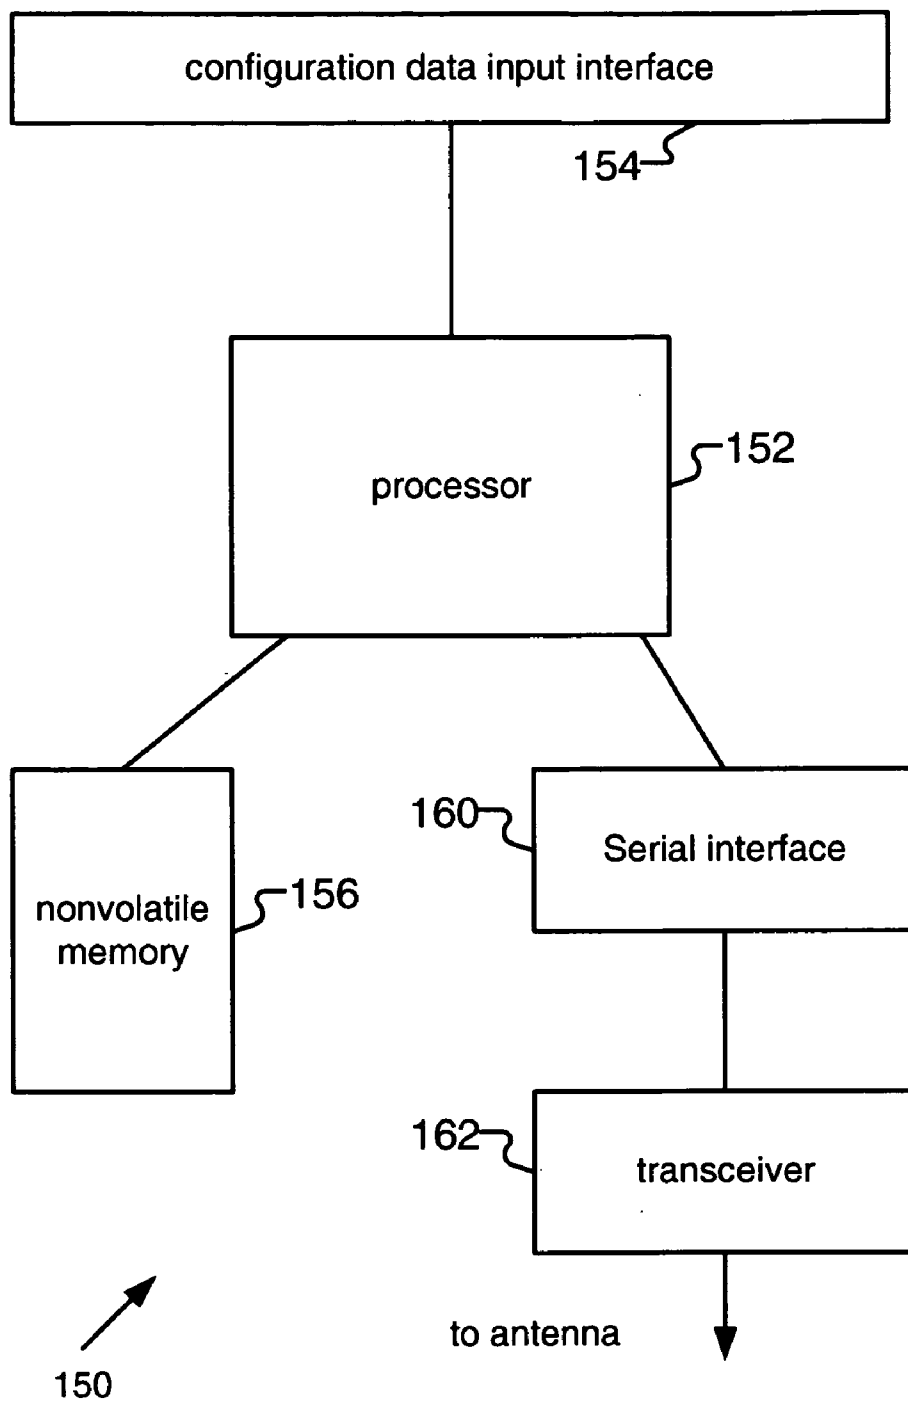 configuration data input interface
154
152
processor
160
Serial interface
156
nonvolatile
memory
162
transceiver
to antenna
150